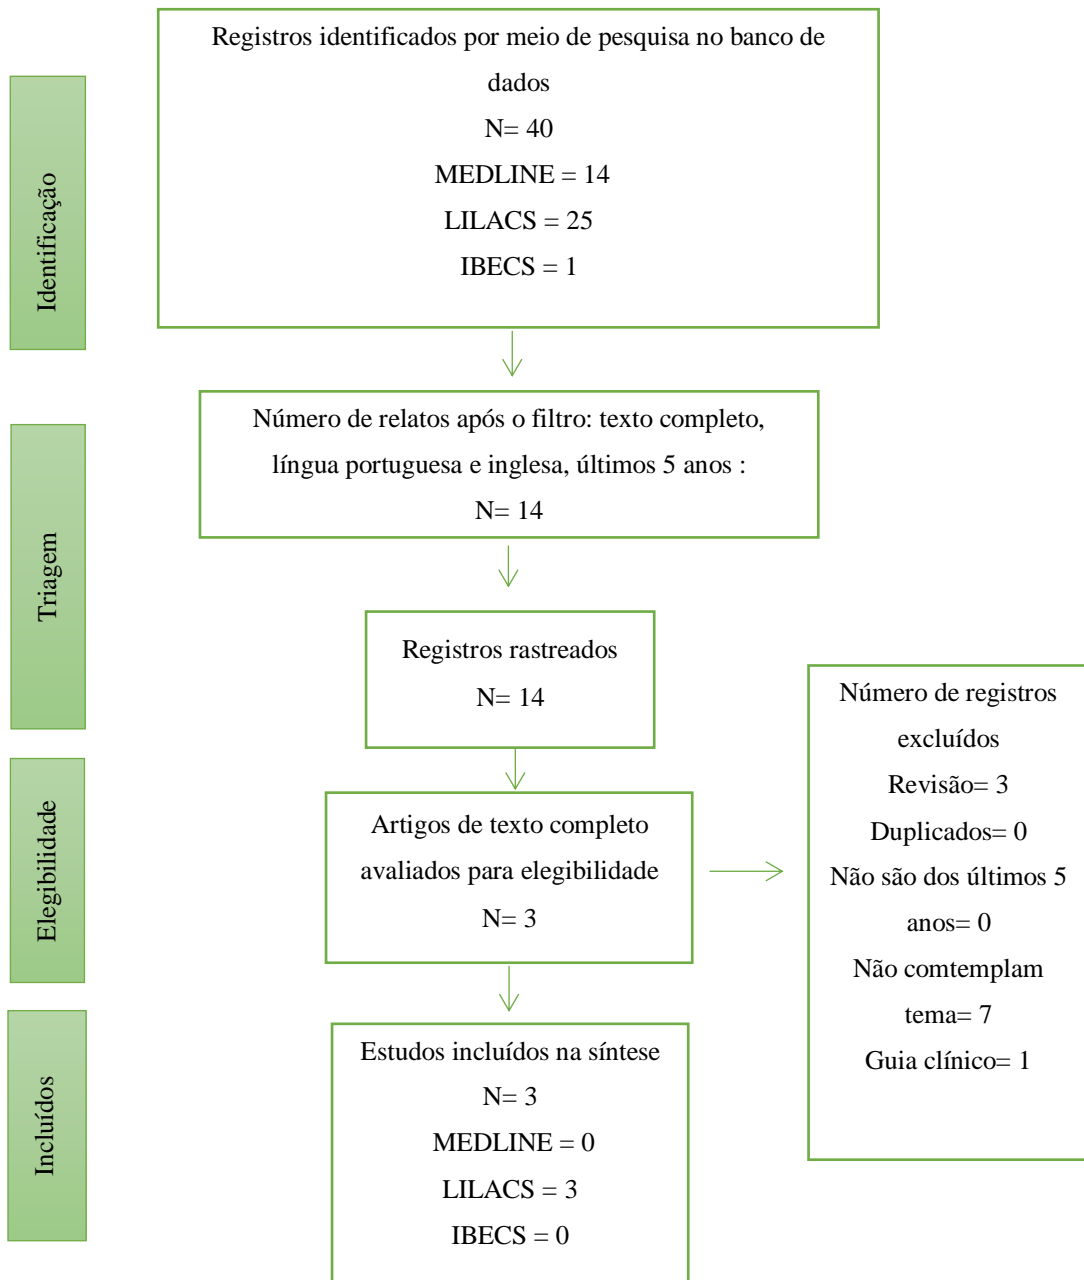 Identificação
Registros identificados por meio de pesquisa no banco de
dados
N= 40
MEDLINE = 14
LILACS = 25
IBECS = 1
Triagem
Número de relatos após o filtro: texto completo,
língua portuguesa e inglesa, últimos 5 anos :
N= 14
Registros rastreados
N= 14
Elegibilidade
Artigos de texto completo
avaliados para elegibilidade
N= 3
Número de registros
excluídos
Revisão= 3
Duplicados= 0
Não são dos últimos 5
anos= 0
Não comtemplam
tema= 7
Guia clínico= 1
Incluídos
Estudos incluídos na síntese
N= 3
MEDLINE = 0
LILACS = 3
IBECS = 0